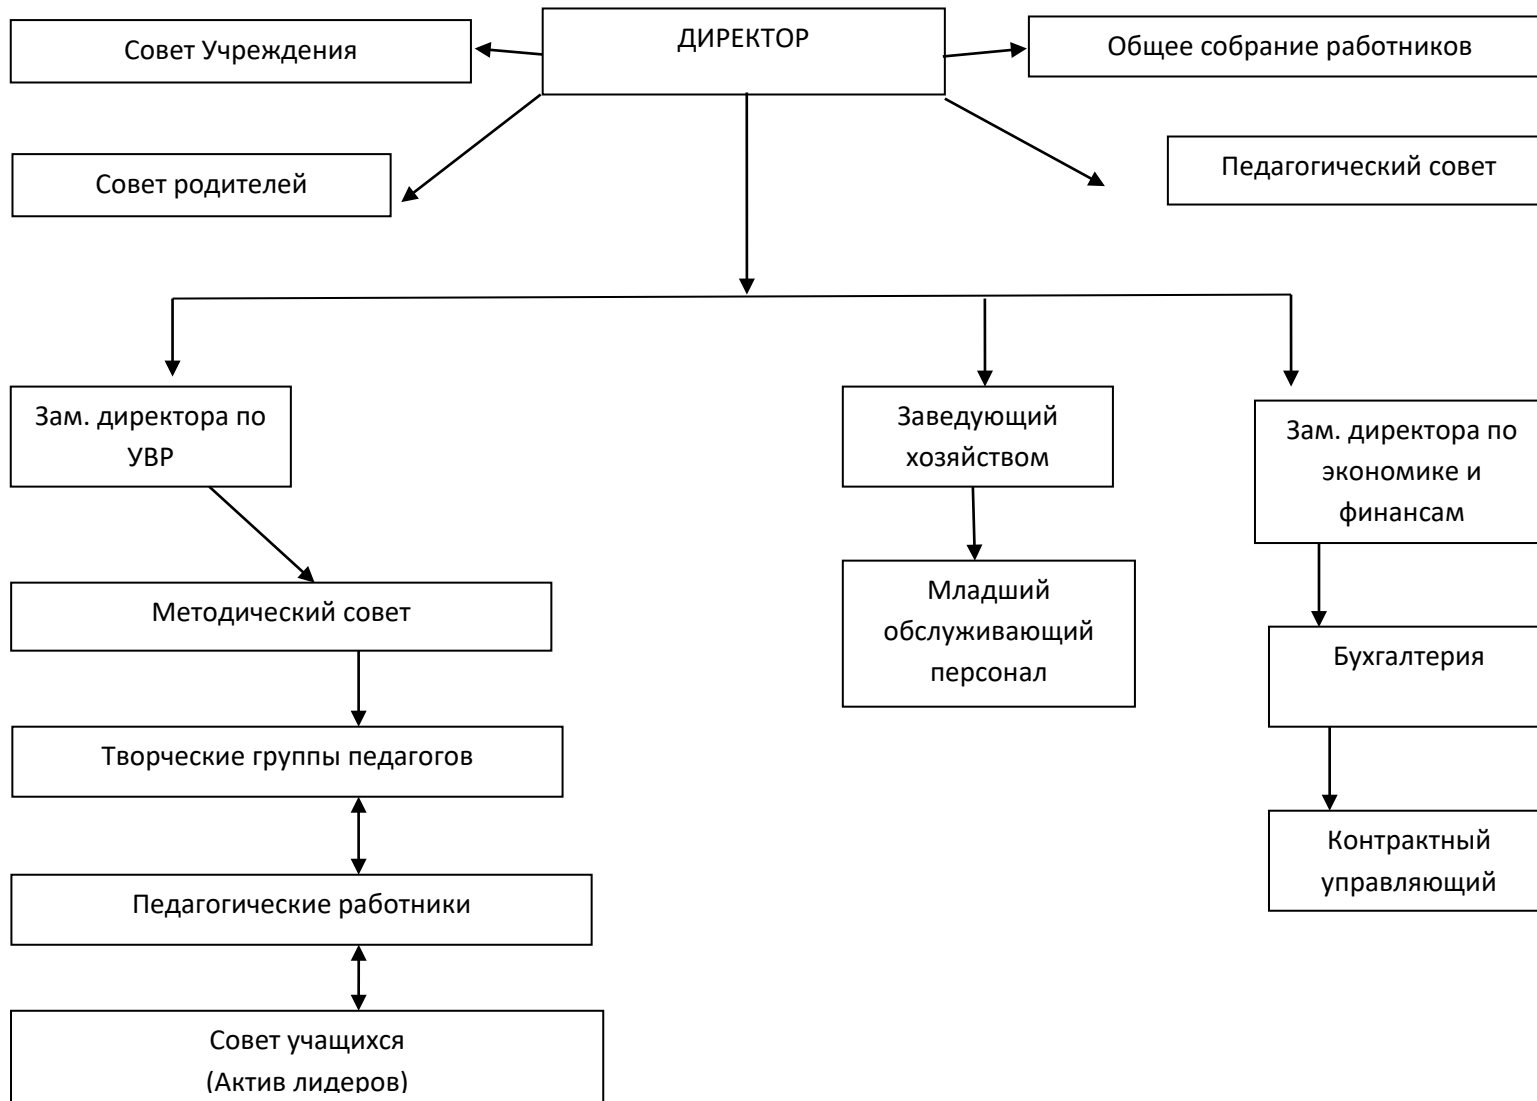 ДИРЕКТОР
Совет Учреждения
Общее собрание работников
Совет родителей
Педагогический совет
Зам. директора по
УВР
Заведующий
хозяйством
Зам. директора по
экономике и
финансам
Методический совет
Младший
обслуживающий
персонал
Бухгалтерия
Творческие группы педагогов
Контрактный
управляющий
Педагогические работники
Совет учащихся
(Актив лидеров)